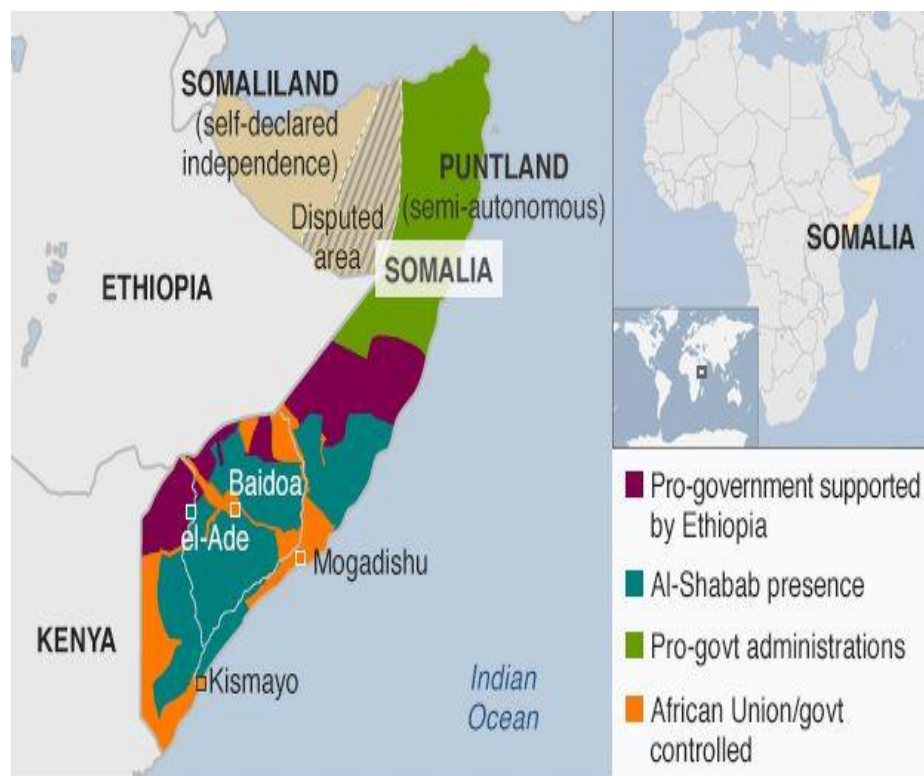 SOMALILAND
(self-declared
independence)
PUNTLAND
(semi-autonomous)
Disputed
area
SOMALIA
ETHIOPIA
Baidoa
el-Ade
Mogadishu
KENYA
Kismayo
Indian
Ocean
SOMALIA
Pro-government supported
by Ethiopia
Al-Shabab presence
Pro-govt administrations
African Union/govt
controlled